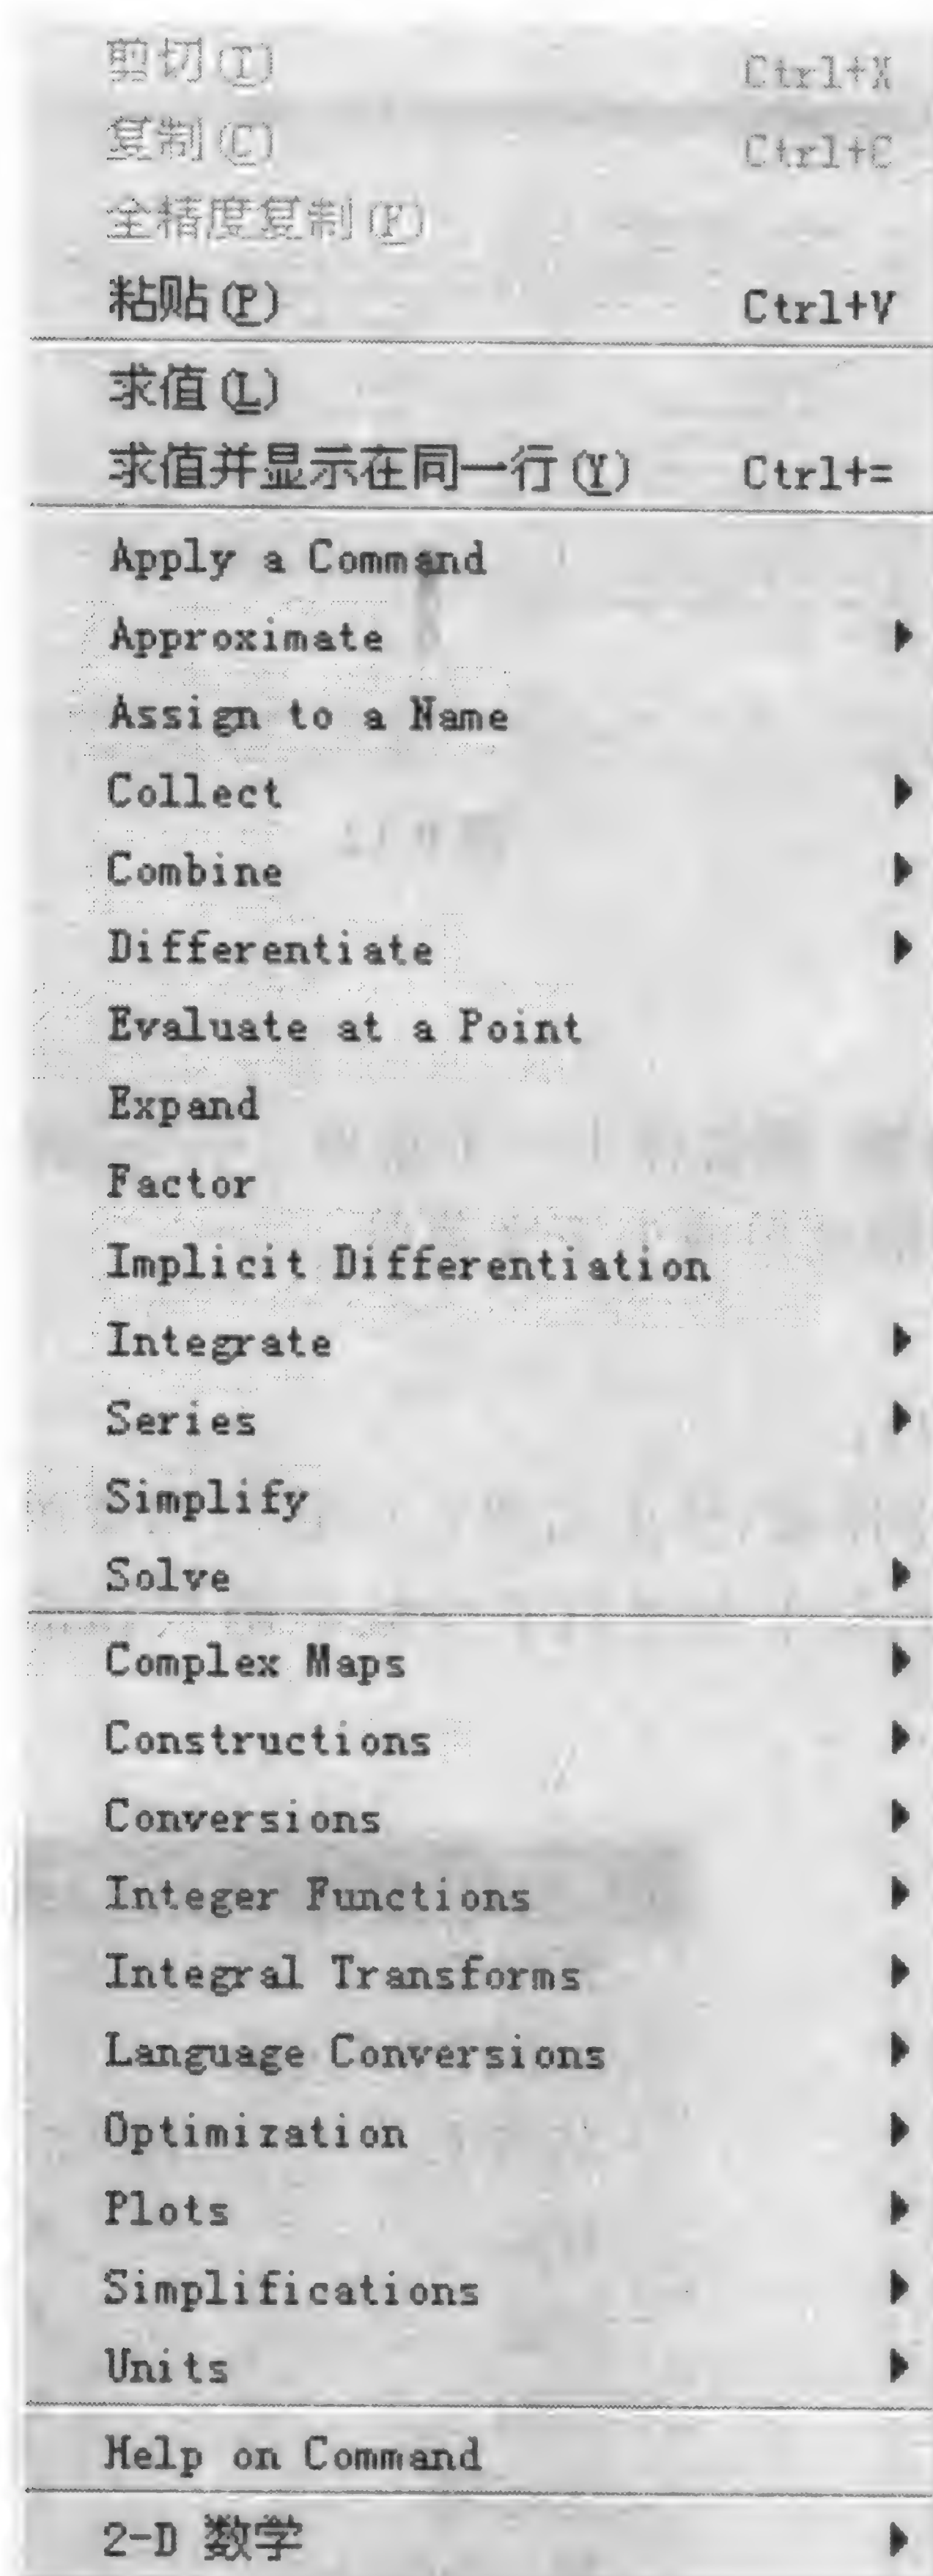 剪切(T) Ctrl+X
复制(C) Ctrl+C
全精度复制(F)
粘贴(P) Ctrl+V
求值(L)
求值并显示在同一行(Y) Ctrl+=
Apply a Command
Approximate
Assign to a Name
Collect
Combine
Differentiate
Evaluate at a Point
Expand
Factor
Implicit Differentiation
Integrate
Series
Simplify
Solve
Complex Maps
Constructions
Conversions
Integer Functions
Integral Transforms
Language Conversions
Optimization
Plots
Simplifications
Units
Help on Command
2-D 数学